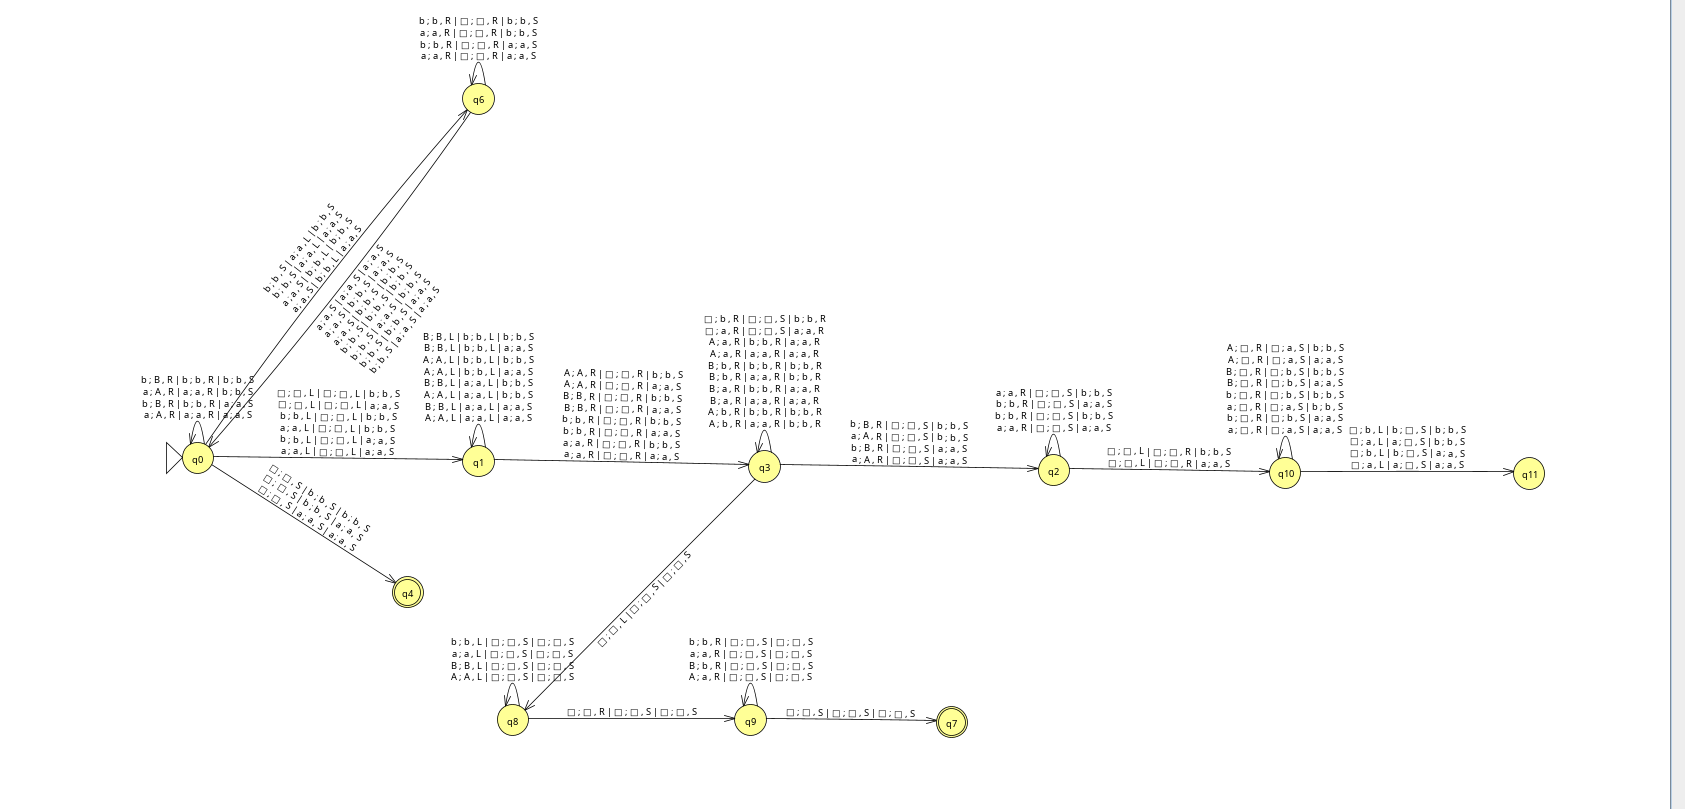 b;b,R|□;□,R|b;b,S
a;a,R|□;□,R|b;b,S
b;b,R|□;□,R|a;a,S
a;a,R|□;□,R|a;a,S
q6
b;b,S|a;a,L|b;b,S
b;b,S|a;a,L|a;a,S
a;a,S|b;b,L|b;b,S
a;a,S|b;b,L|a;a,S
a;a,S|a;a,S|a;a,S
b;b,S|a;a,S|a;a,S
b;B,R|b;b,R|b;b,S
a;A,R|a;a,R|b;b,S
b;B,R|b;b,R|a;a,S
a;A,R|a;a,R|a;a,S
q0
□;□,L|□;□,L|b;b,S
□;□,L|□;□,L|a;a,S
b;b,L|□;□,L|b;b,S
a;a,L|□;□,L|b;b,S
b;b,L|□;□,L|a;a,S
a;a,L|□;□,L|a;a,S
B;B,L|b;b,L|b;b,S
B;B,L|b;b,L|a;a,S
A;A,L|b;b,L|b;b,S
A;A,L|b;b,L|a;a,S
B;B,L|a;a,L|b;b,S
A;A,L|a;a,L|b;b,S
B;B,L|a;a,L|a;a,S
A;A,L|a;a,L|a;a,S
q1
A;A,R|□;□,R|b;b,S
A;A,R|□;□,R|a;a,S
B;B,R|□;□,R|b;b,S
B;B,R|□;□,R|a;a,S
b;b,R|□;□,R|b;b,S
b;b,R|□;□,R|a;a,S
a;a,R|□;□,R|b;b,S
a;a,R|□;□,R|a;a,S
□;b,R|□;□,S|b;b,R
□;a,R|□;□,S|a;a,R
A;a,R|b;b,R|a;a,R
A;a,R|a;a,R|a;a,R
B;b,R|b;b,R|b;b,R
B;b,R|a;a,R|b;b,R
B;a,R|b;b,R|a;a,R
B;a,R|a;a,R|a;a,R
A;b,R|b;b,R|b;b,R
A;b,R|a;a,R|b;b,R
q3
b;B,R|□;□,S|b;b,S
a;A,R|□;□,S|b;b,S
b;B,R|□;□,S|a;a,S
a;A,R|□;□,S|a;a,S
a;a,R|□;□,S|b;b,S
b;b,R|□;□,S|a;a,S
b;b,R|□;□,S|b;b,S
a;a,R|□;□,S|a;a,S
q2
□;□,L|□;□,R|b;b,S
□;□,L|□;□,R|a;a,S
A;□,R|□;a,S|b;b,S
A;□,R|□;a,S|a;a,S
B;□,R|□;b,S|b;b,S
B;□,R|□;b,S|a;a,S
b;□,R|□;b,S|b;b,S
a;□,R|□;a,S|b;b,S
b;□,R|□;b,S|a;a,S
a;□,R|□;a,S|a;a,S
q10
□;b,L|b;□,S|b;b,S
□;a,L|a;□,S|b;b,S
□;b,L|b;□,S|a;a,S
□;a,L|a;□,S|a;a,S
q11
□;□,S|b;b,S|b;b,S
□;□,S|b;b,S|a;a,S
□;□,S|a;a,S|a;a,S
q4
□;□,L|□;□,S|□;□,S
b;b,L|□;□,S|□;□,S
a;a,L|□;□,S|□;□,S
B;B,L|□;□,S|□;□,S
A;A,L|□;□,S|□;□,S
q8
□;□,R|□;□,S|□;□,S
b;b,R|□;□,S|□;□,S
a;a,R|□;□,S|□;□,S
B;b,R|□;□,S|□;□,S
A;a,R|□;□,S|□;□,S
q9
□;□,S|□;□,S|□;□,S
q7